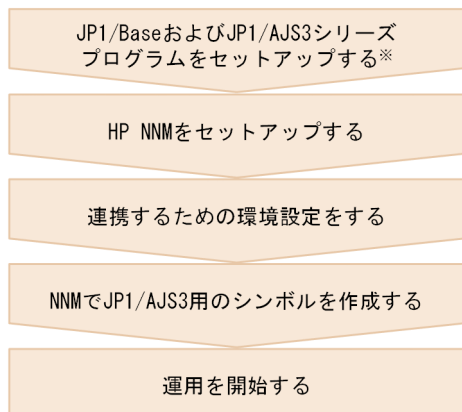 JP1/BaseおよびJP1/AJS3シリーズ
プログラムをセットアップする※
HP NNMをセットアップする
連携するための環境設定をする
NNMでJP1/AJS3用のシンボルを作成する
運用を開始する